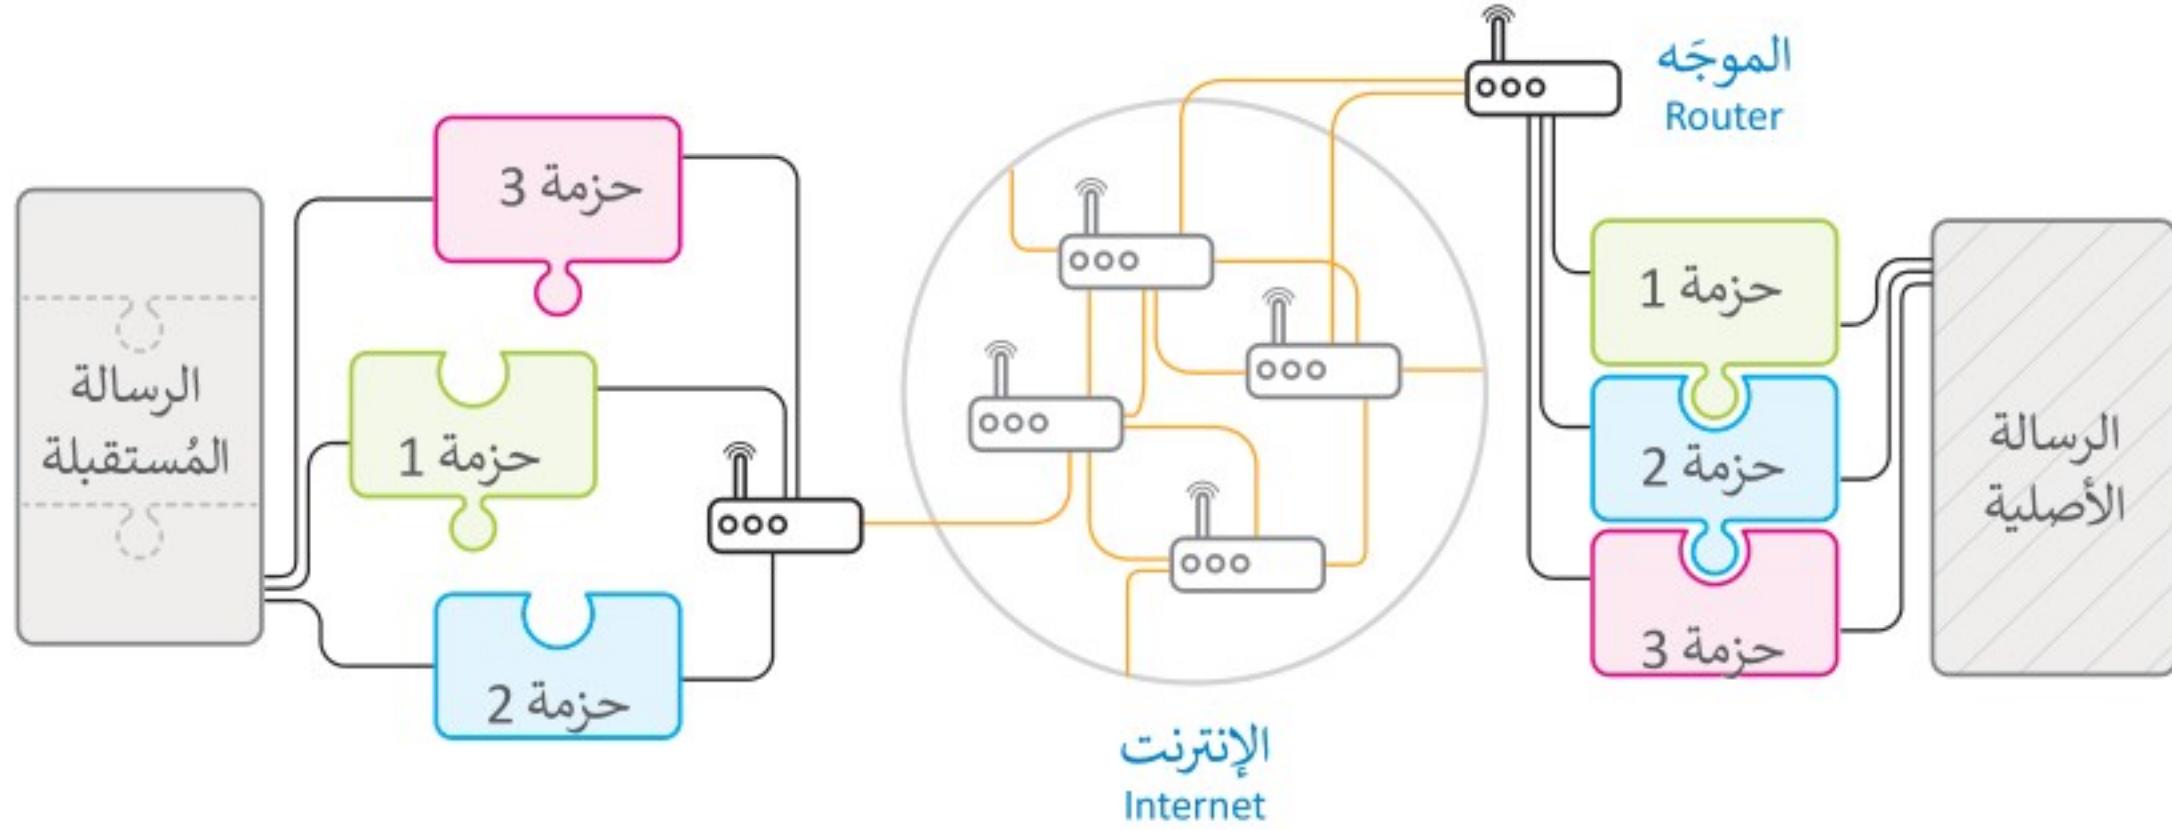 الموجَه
Router
الرسالة
الأصلية
حزمة 1
حزمة 2
حزمة 3
الإنترنت
Internet
حزمة 3
حزمة 1
حزمة 2
الرسالة
المُستقبلة